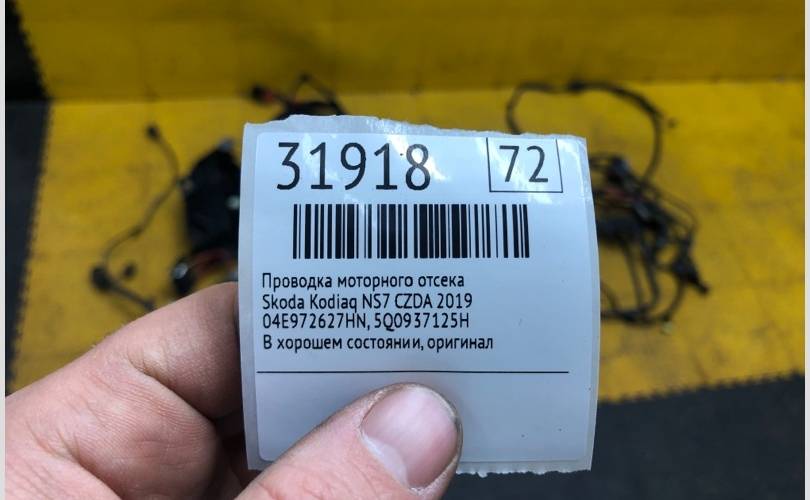 31918 72
Проводка моторного отсека
Skoda Kodiaq NS7 CZDA 2019
04E972627HN, 5Q0937125H
В хорошем состоянии, оригинал